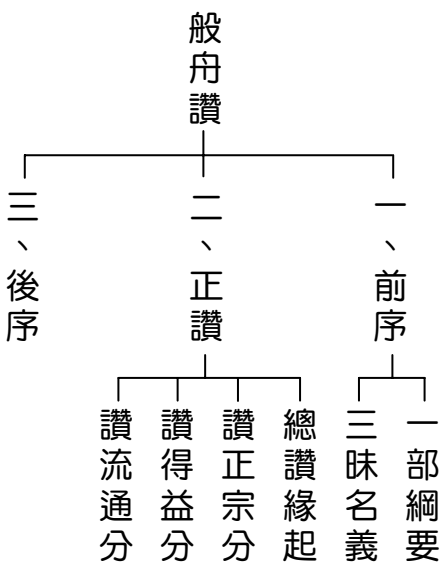 般舟讚
一、前序
二、正讚
三、後序
一部綱要
三昧名義
總讚緣起
讚正宗分
讚得益分
讚流通分